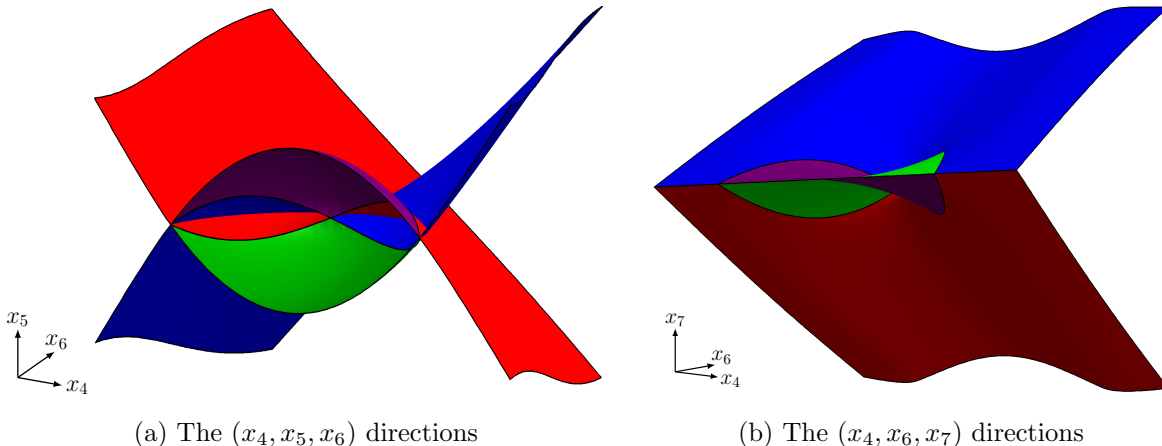 x₅
x₆
x₄
x₇
x₆
x₄
(a) The (x₄, x₅, x₆) directions
(b) The (x₄, x₆, x₇) directions